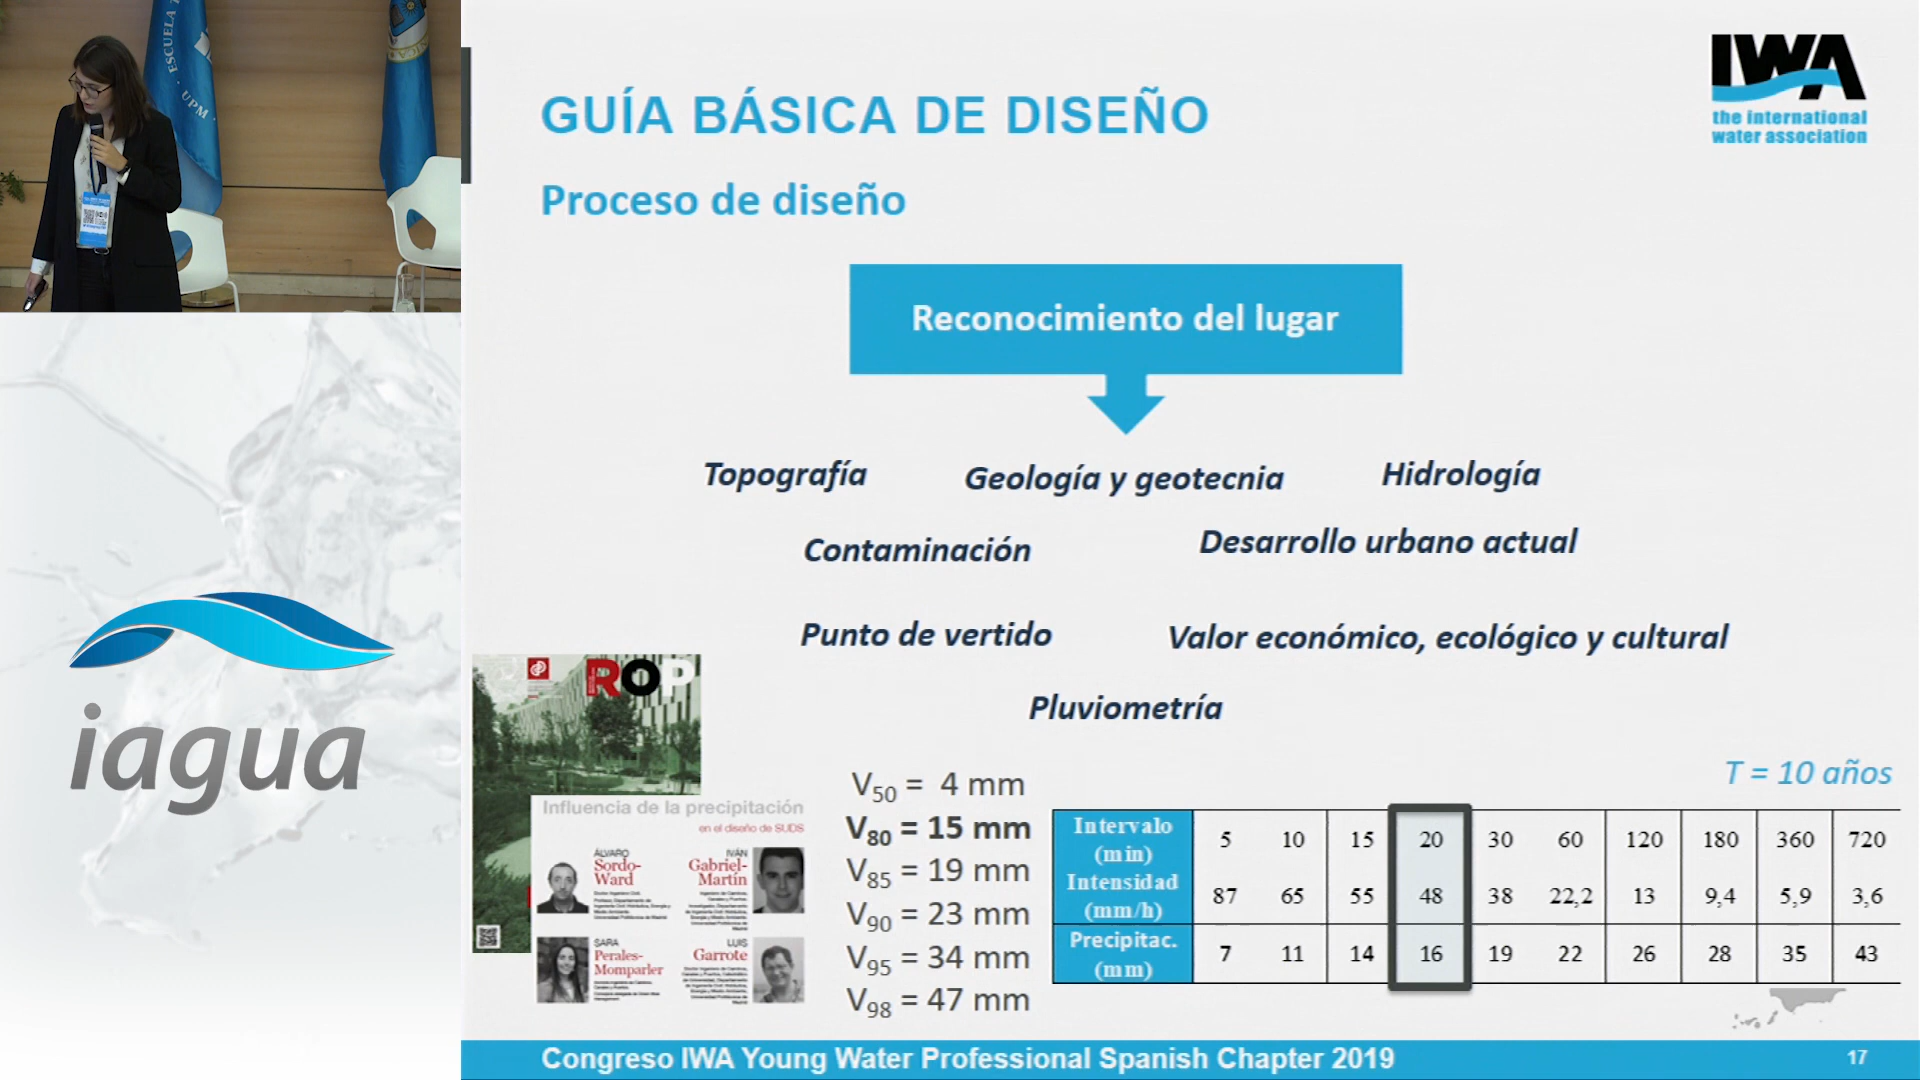 ESCUELA T
UPM
IWA
the international
water association
GUÍA BÁSICA DE DISEÑO
Proceso de diseño
Reconocimiento del lugar
Topografía
Geología y geotecnia
Hidrología
Contaminación
Desarrollo urbano actual
Punto de vertido
Valor económico, ecológico y cultural
Pluviometría
iagua
ROP
Influencia de la precipitación
en el diseño de SUDS
ÁLVARO
Sordo-
Ward
IVÁN
Gabriel-
Martín
SARA
Perales-
Momparler
LUIS
Garrote
V50 = 4 mm
V80 = 15 mm
V85 = 19 mm
V90 = 23 mm
V95 = 34 mm
V98 = 47 mm
T = 10 años
Intervalo (min) 5 10 15 20 30 60 120 180 360 720
Intensidad (mm/h) 87 65 55 48 38 22,2 13 9,4 5,9 3,6
Precipitac. (mm) 7 11 14 16 19 22 26 28 35 43
Congreso IWA Young Water Professional Spanish Chapter 2019
17